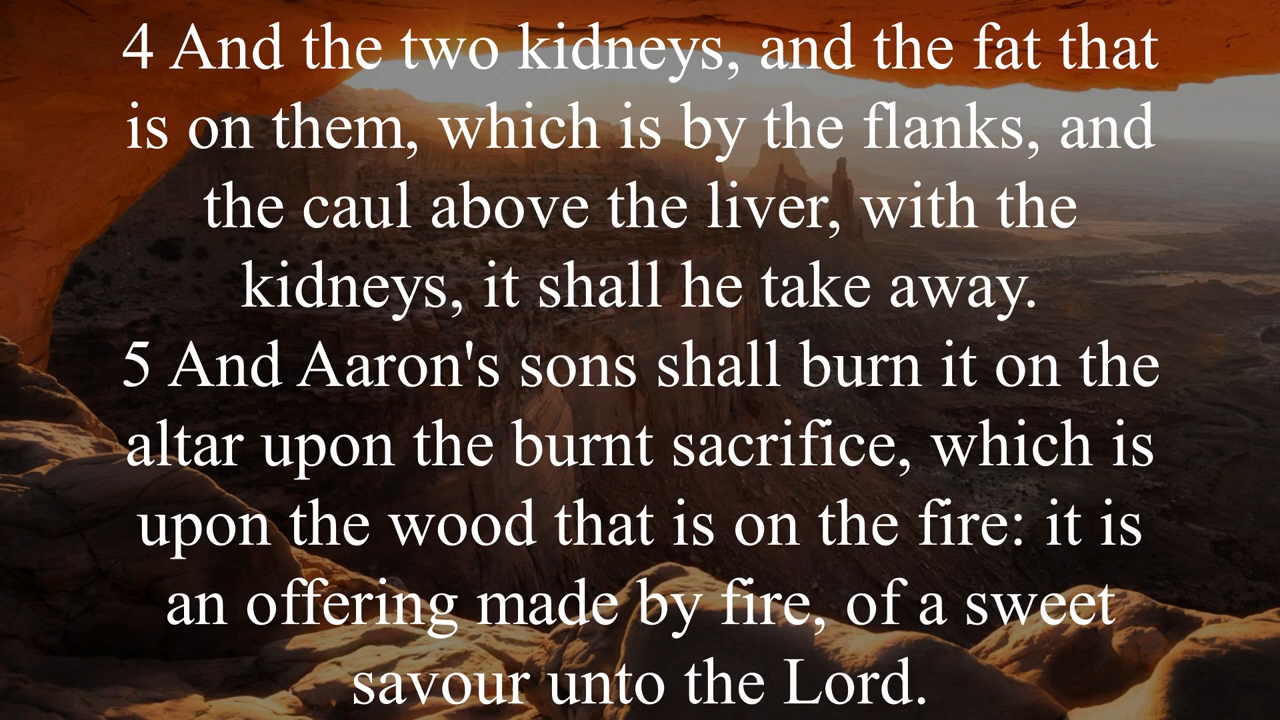 4 And the two kidneys, and the fat that
is on them, which is by the flanks, and
the caul above the liver, with the
kidneys, it shall he take away.
5 And Aaron's sons shall burn it on the
altar upon the burnt sacrifice, which is
upon the wood that is on the fire: it is
an offering made by fire, of a sweet
savour unto the Lord.